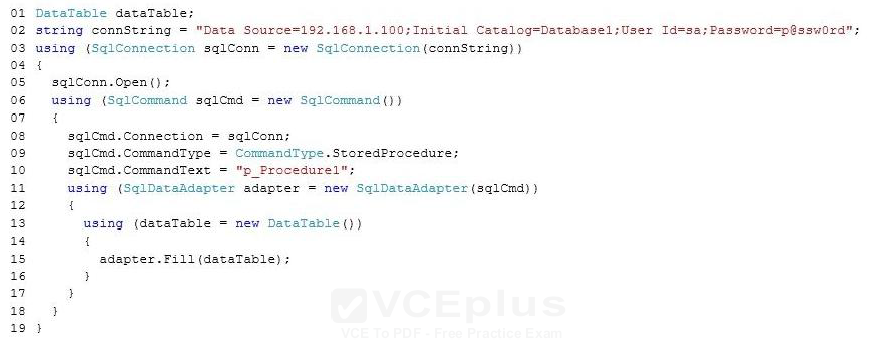 01 DataTable dataTable;
02 string connString = "Data Source=192.168.1.100;Initial Catalog=Database1;User Id=sa;Password=p@ssw0rd";
03 using (SqlConnection sqlConn = new SqlConnection(connString))
04 {
05 sqlConn.Open();
06 using (SqlCommand sqlCmd = new SqlCommand())
07 {
08 sqlCmd.Connection = sqlConn;
09 sqlCmd.CommandType = CommandType.StoredProcedure;
10 sqlCmd.CommandText = "p_Procedure1";
11 using (SqlDataAdapter adapter = new SqlDataAdapter(sqlCmd))
12 {
13 using (dataTable = new DataTable())
14 {
15 adapter.Fill(dataTable);
16 }
17 }
18 }
19 }
VCEplus
VCE To PDF - Free Practice Exam